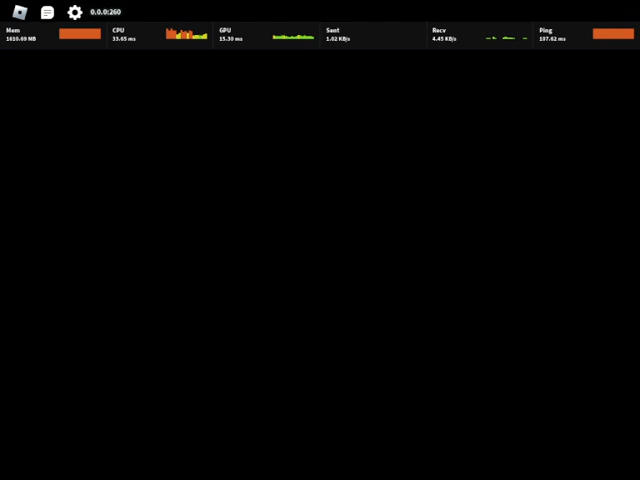 0.0.0:260
Mem CPU GPU Sent Recv Ping
1610.69 MB 33.65 ms 15.30 ms 1.02 KB/s 4.45 KB/s 197.62 ms